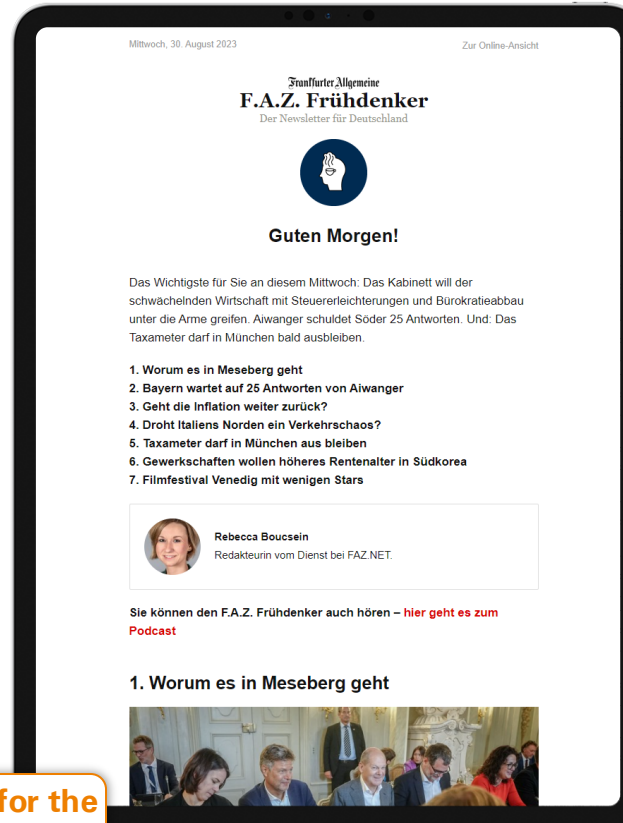 Mittwoch, 30. August 2023
Zur Online-Ansicht
Frankfurter Allgemeine
F.A.Z. Frühdenker
Der Newsletter für Deutschland
Guten Morgen!
Das Wichtigste für Sie an diesem Mittwoch: Das Kabinett will der
schwächelnden Wirtschaft mit Steuererleichterungen und Bürokratieabbau
unter die Arme greifen. Aiwanger schuldet Söder 25 Antworten. Und: Das
Taxameter darf in München bald ausbleiben.
1. Worum es in Meseberg geht
2. Bayern wartet auf 25 Antworten von Aiwanger
3. Geht die Inflation weiter zurück?
4. Droht Italiens Norden ein Verkehrschaos?
5. Taxameter darf in München aus bleiben
6. Gewerkschaften wollen höheres Rentenalter in Südkorea
7. Filmfestival Venedig mit wenigen Stars
Rebecca Boucsein
Redakteurin vom Dienst bei FAZ.NET.
Sie können den F.A.Z. Frühdenker auch hören – hier geht es zum
Podcast
1. Worum es in Meseberg geht
for the